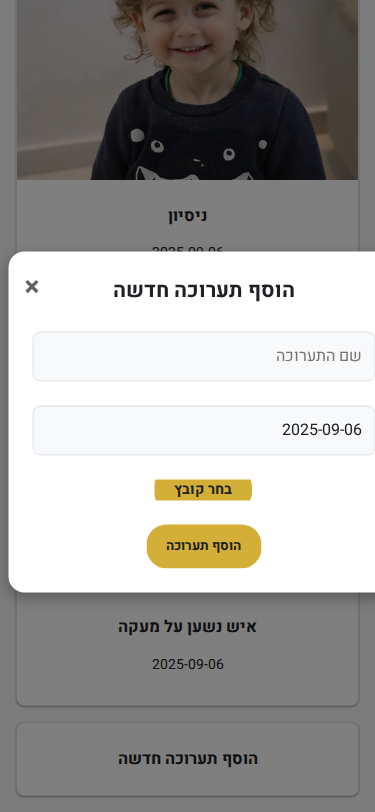 ניסיון
2025-09-06
הוסף תערוכה חדשה
×
שם התערוכה
2025-09-06
בחר קובץ
הוסף תערוכה
איש נשען על מעקה
2025-09-06
הוסף תערוכה חדשה